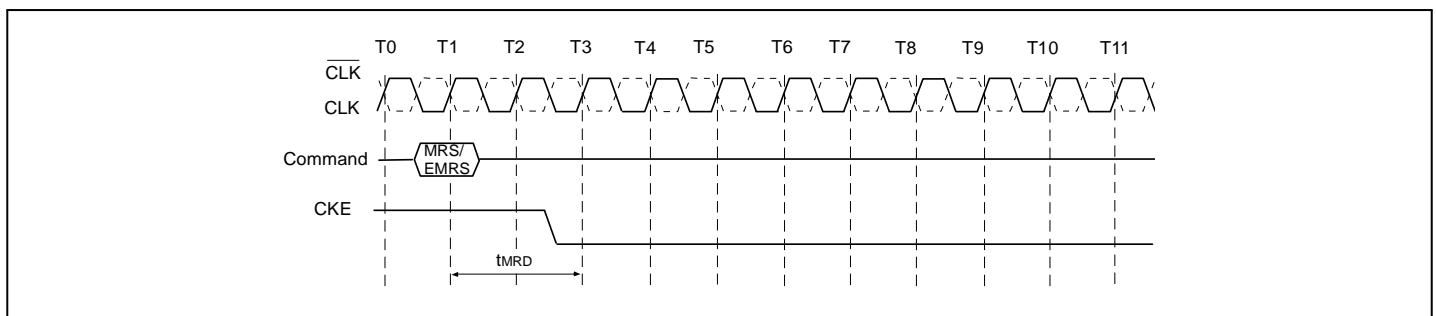 T0 T1 T2 T3 T4 T5 T6 T7 T8 T9 T10 T11
CLK
CLK
Command
MRS/
EMRS
CKE
tMRD